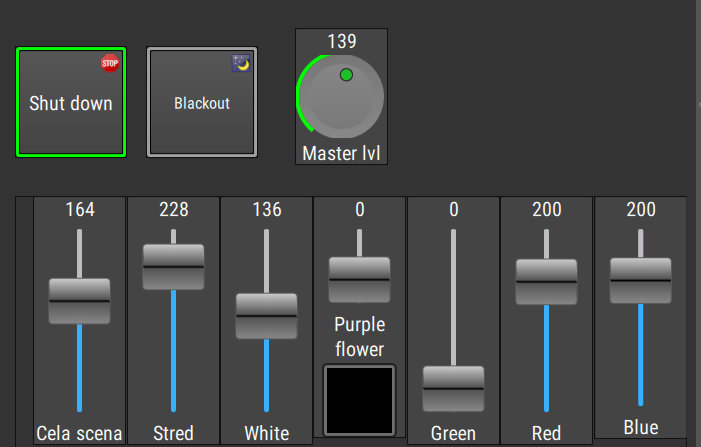 139
STOP
Shut down
Blackout
Master lvl
164
228
136
0
0
200
200
Purple
flower
Cela scena
Stred
White
Green
Red
Blue